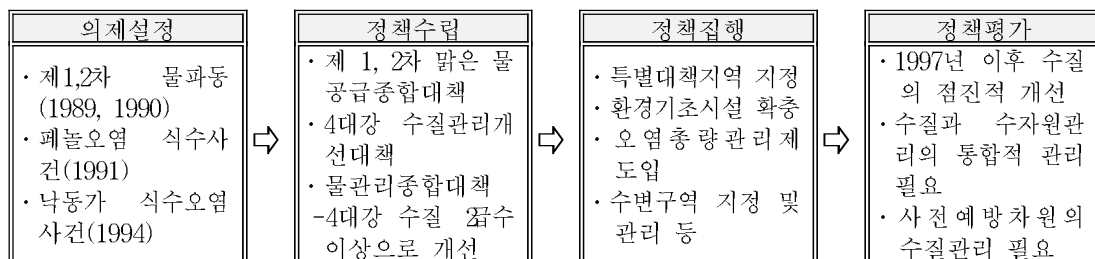 의제설정
· 제1,2차 물파동
(1989, 1990)
· 페놀오염 식수사
건(1991)
· 낙동가 식수오염
사건(1994)
정책수립
· 제 1, 2차 맑은 물
공급종합대책
· 4대강 수질관리개
선대책
· 물관리종합대책
-4대강 수질 2급수
이상으로 개선
정책집행
· 특별대책지역 지정
· 환경기초시설 확충
· 오염총량관리제
도입
· 수변구역 지정 및
관리 등
정책평가
· 1997년 이후 수질
의 점진적 개선
· 수질과 수자원관
리의 통합적 관리
필요
· 사전예방차원의
수질관리 필요